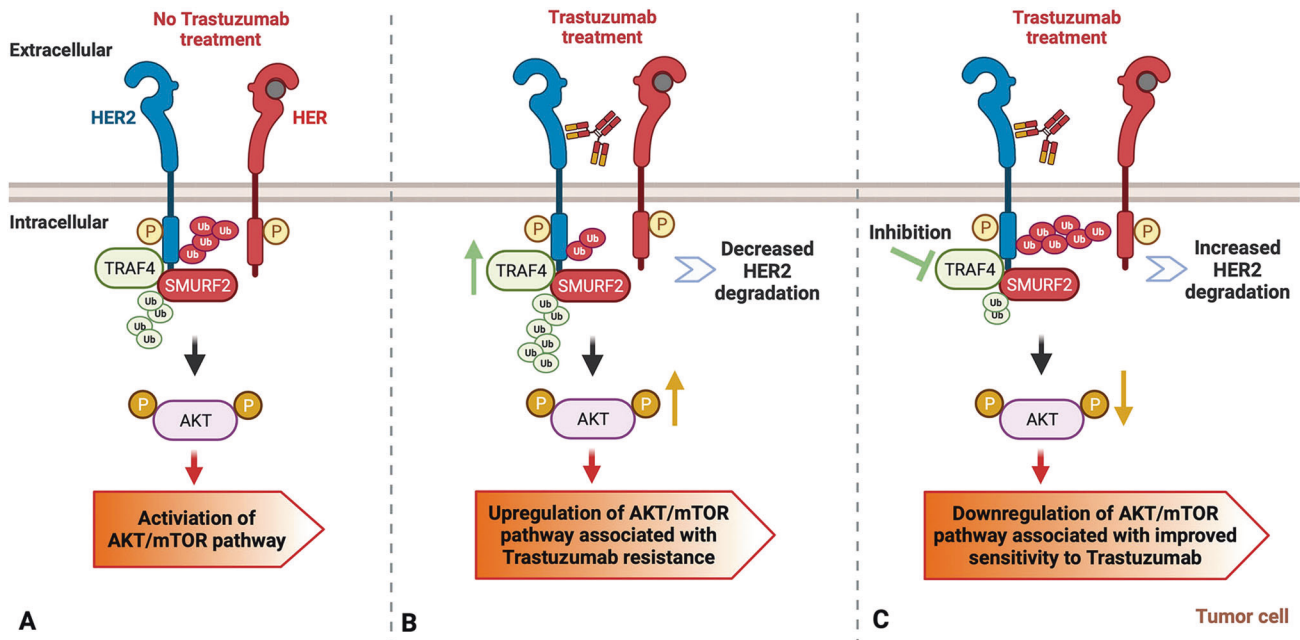 No Trastuzumab
treatment
Extracellular
HER2
HER
Intracellular
P
Ub
Ub
Ub
Ub
P
TRAF4
SMURF2
Ub
Ub
Ub
Ub
P
P
AKT
Activiation of
AKT/mTOR pathway
A
Trastuzumab
treatment
P
Ub
Ub
P
TRAF4
SMURF2
Decreased
HER2
degradation
Ub
Ub
Ub
Ub
Ub
Ub
P
P
AKT
Upregulation of AKT/mTOR
pathway associated with
Trastuzumab resistance
B
Trastuzumab
treatment
Inhibition
P
Ub
Ub
Ub
Ub
Ub
Ub
P
TRAF4
SMURF2
Increased
HER2
degradation
Ub
Ub
P
P
AKT
Downregulation of AKT/mTOR
pathway associated with improved
sensitivity to Trastuzumab
C
Tumor cell